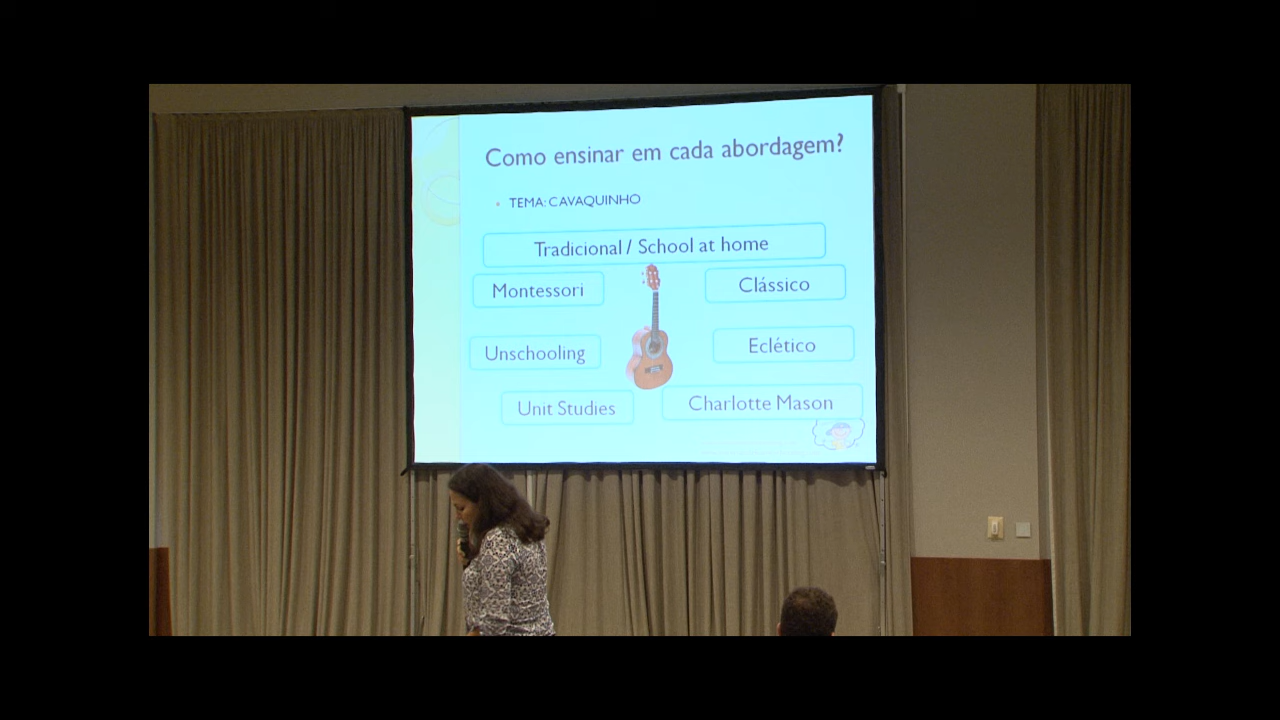 Como ensinar em cada abordagem?
• TEMA: CAVAQUINHO
Tradicional / School at home
Montessori
Clássico
Unschooling
Eclético
Unit Studies
Charlotte Mason